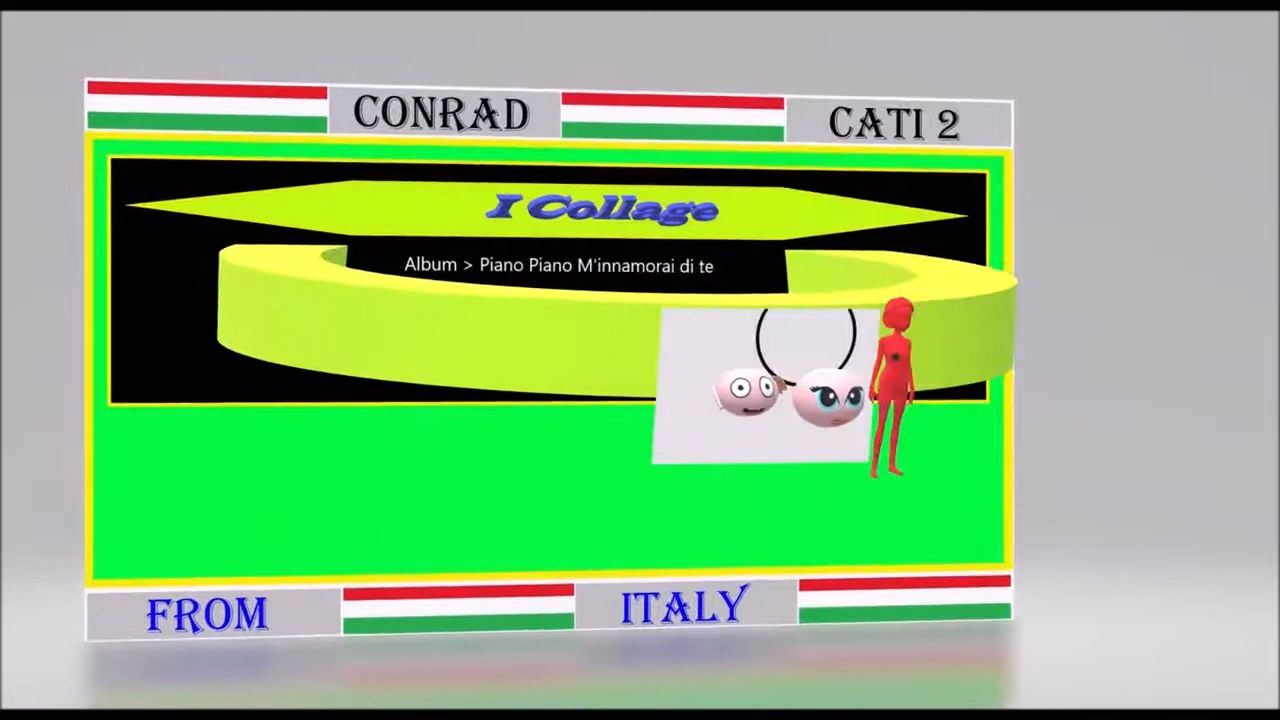 CONRAD
CATI 2
I Collage
Album > Piano Piano M'innamorai di te
FROM
ITALY